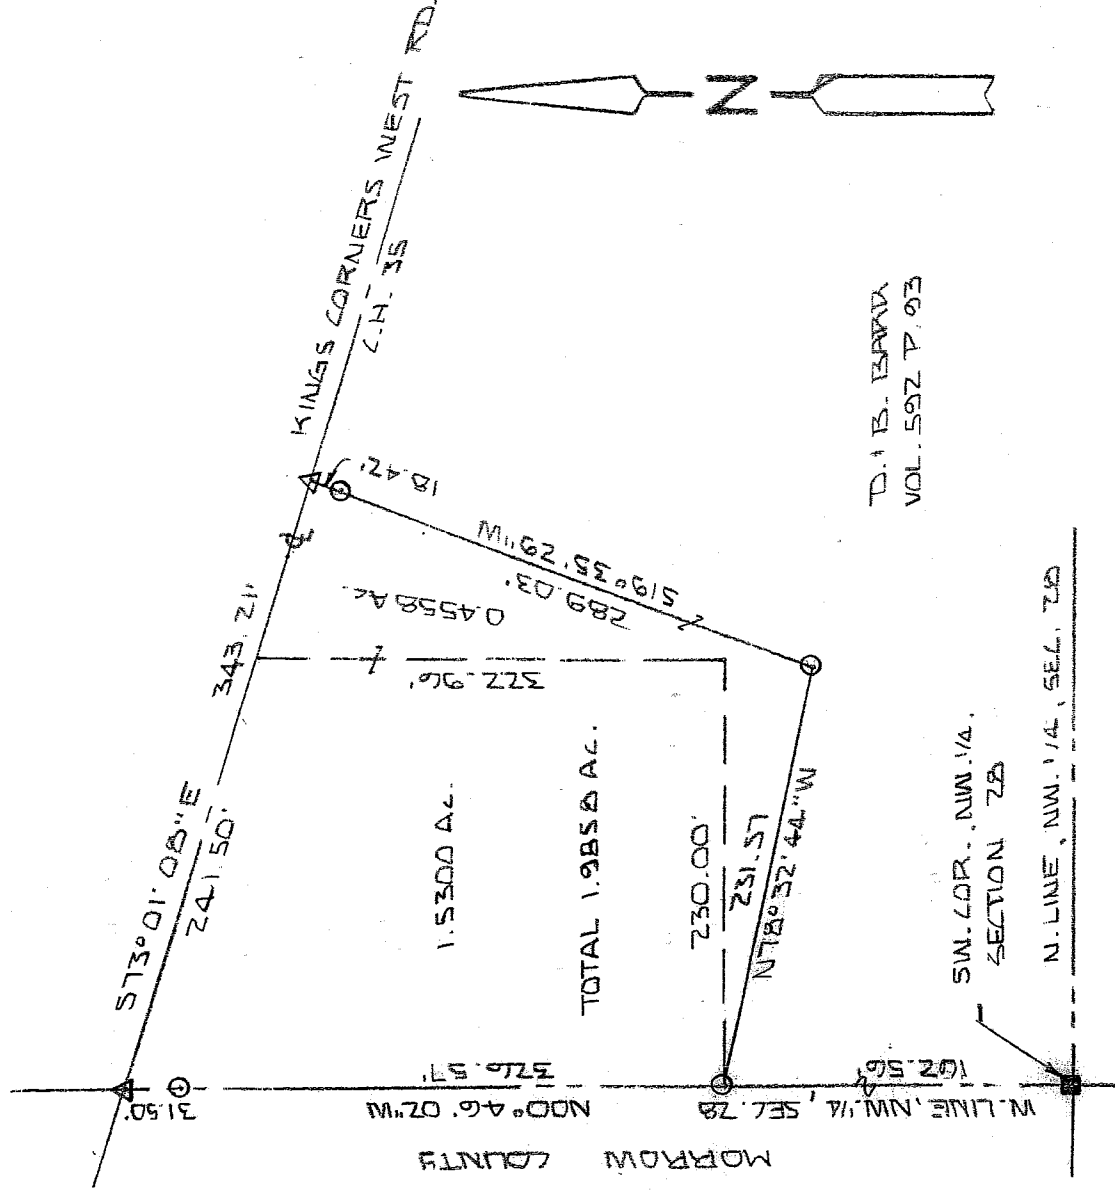 KINGS CORNERS WEST RD.
C.H. 35
N
S73° 01' 08" E
343.21'
241.50'
18.42'
S19° 35' 29" W
289.03'
0.4558 Ac.
322.96'
1.5300 Ac.
TOTAL 1.9858 Ac.
230.00'
231.57
N78° 32' 44" W
31.50'
326.57'
N00° 46' 02" W
W. LINE, NW. 1/4, SEC. 28
162.56'
MORROW COUNTY
VOL. 592 P. 93
SW. COR., NW. 1/4.
SECTION 28
N. LINE, NW. 1/4, SEC. 28